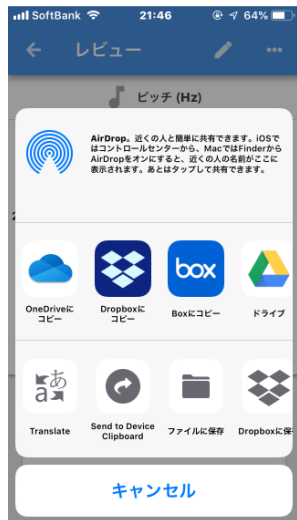 SoftBank 21:46 64%
レビュー
ピッチ (Hz)
AirDrop。近くの人と簡単に共有できます。iOSで
はコントロールセンターから、MacではFinderから
AirDropをオンにすると、近くの人の名前がここに
表示されます。あとはタップして共有できます。
OneDriveに
コピー
Dropboxに
コピー
box
Boxにコピー
ドライブ
あ
a
Translate
Send to Device
Clipboard
ファイルに保存
Dropboxに保
キャンセル